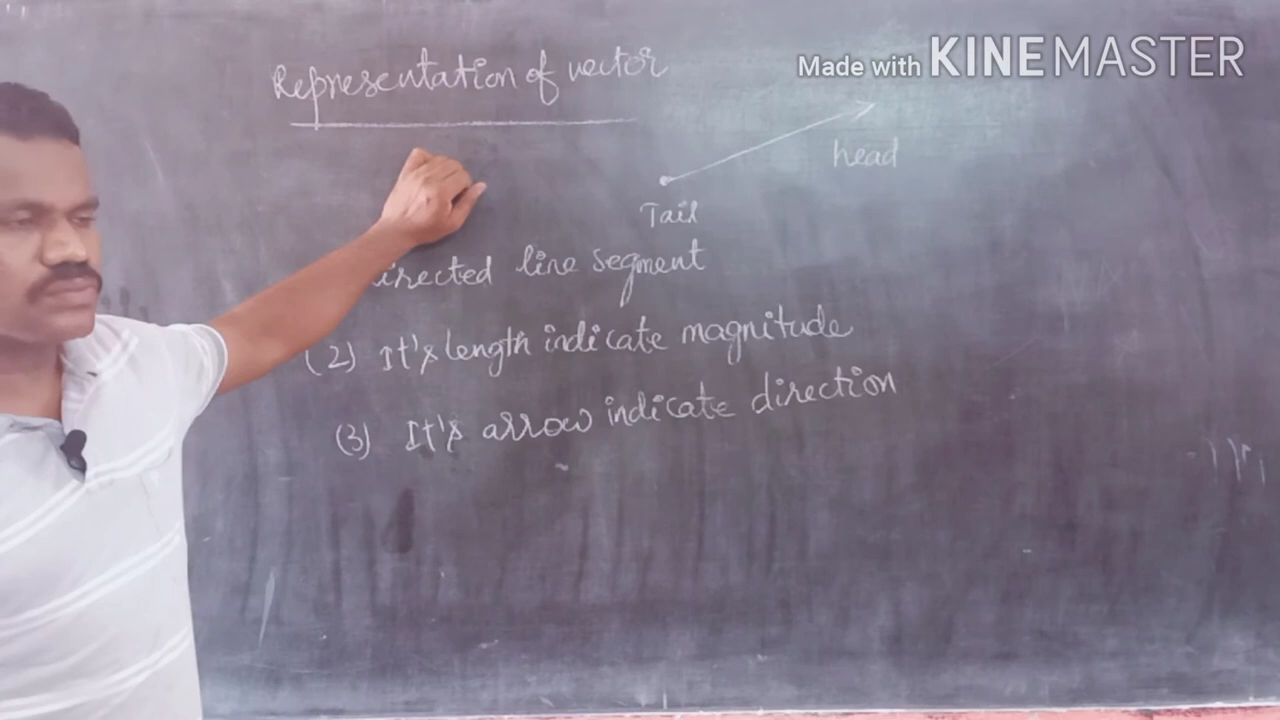 Representation of vector
Made with KINEMASTER
head
Tail
irected line segment
(2) It's length indicate magnitude
(3) It's arrow indicate direction